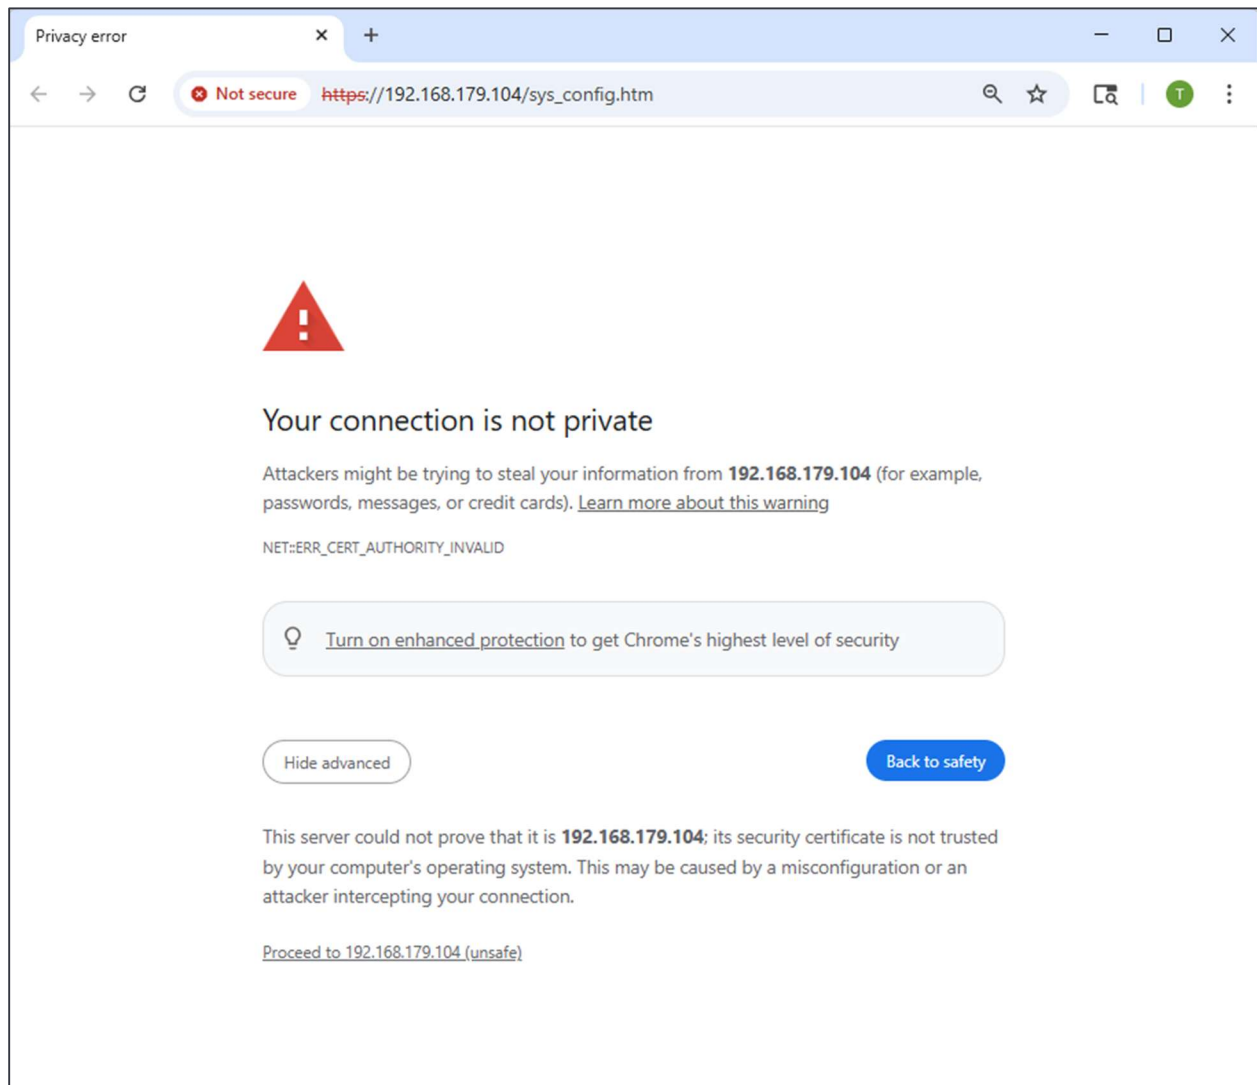 Privacy error
Not secure https://192.168.179.104/sys_config.htm
T
Your connection is not private
Attackers might be trying to steal your information from 192.168.179.104 (for example,
passwords, messages, or credit cards). Learn more about this warning
NET::ERR_CERT_AUTHORITY_INVALID
Turn on enhanced protection to get Chrome's highest level of security
Hide advanced
Back to safety
This server could not prove that it is 192.168.179.104; its security certificate is not trusted
by your computer's operating system. This may be caused by a misconfiguration or an
attacker intercepting your connection.
Proceed to 192.168.179.104 (unsafe)